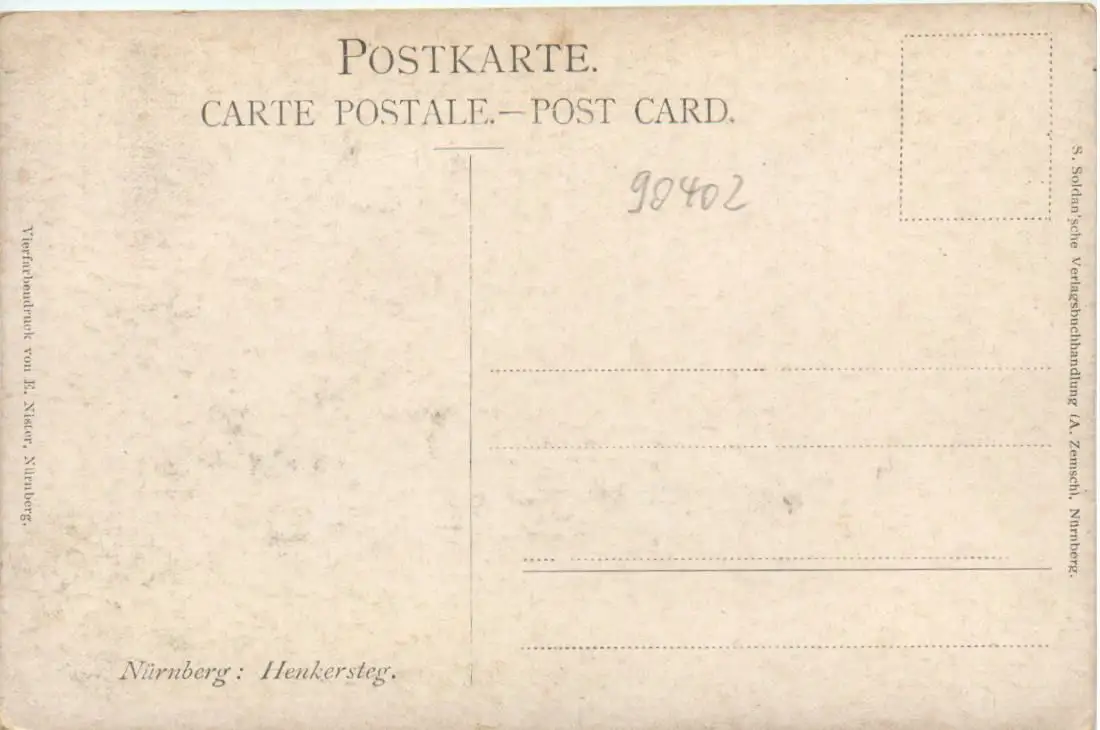 POSTKARTE.
CARTE POSTALE.—POST CARD.
98402
Vierfarbendruck von E. Nister, Nürnberg.
S. Soldan'sche Verlagsbuchhandlung (A. Zemsch), Nürnberg.
Nürnberg: Henkersteg.